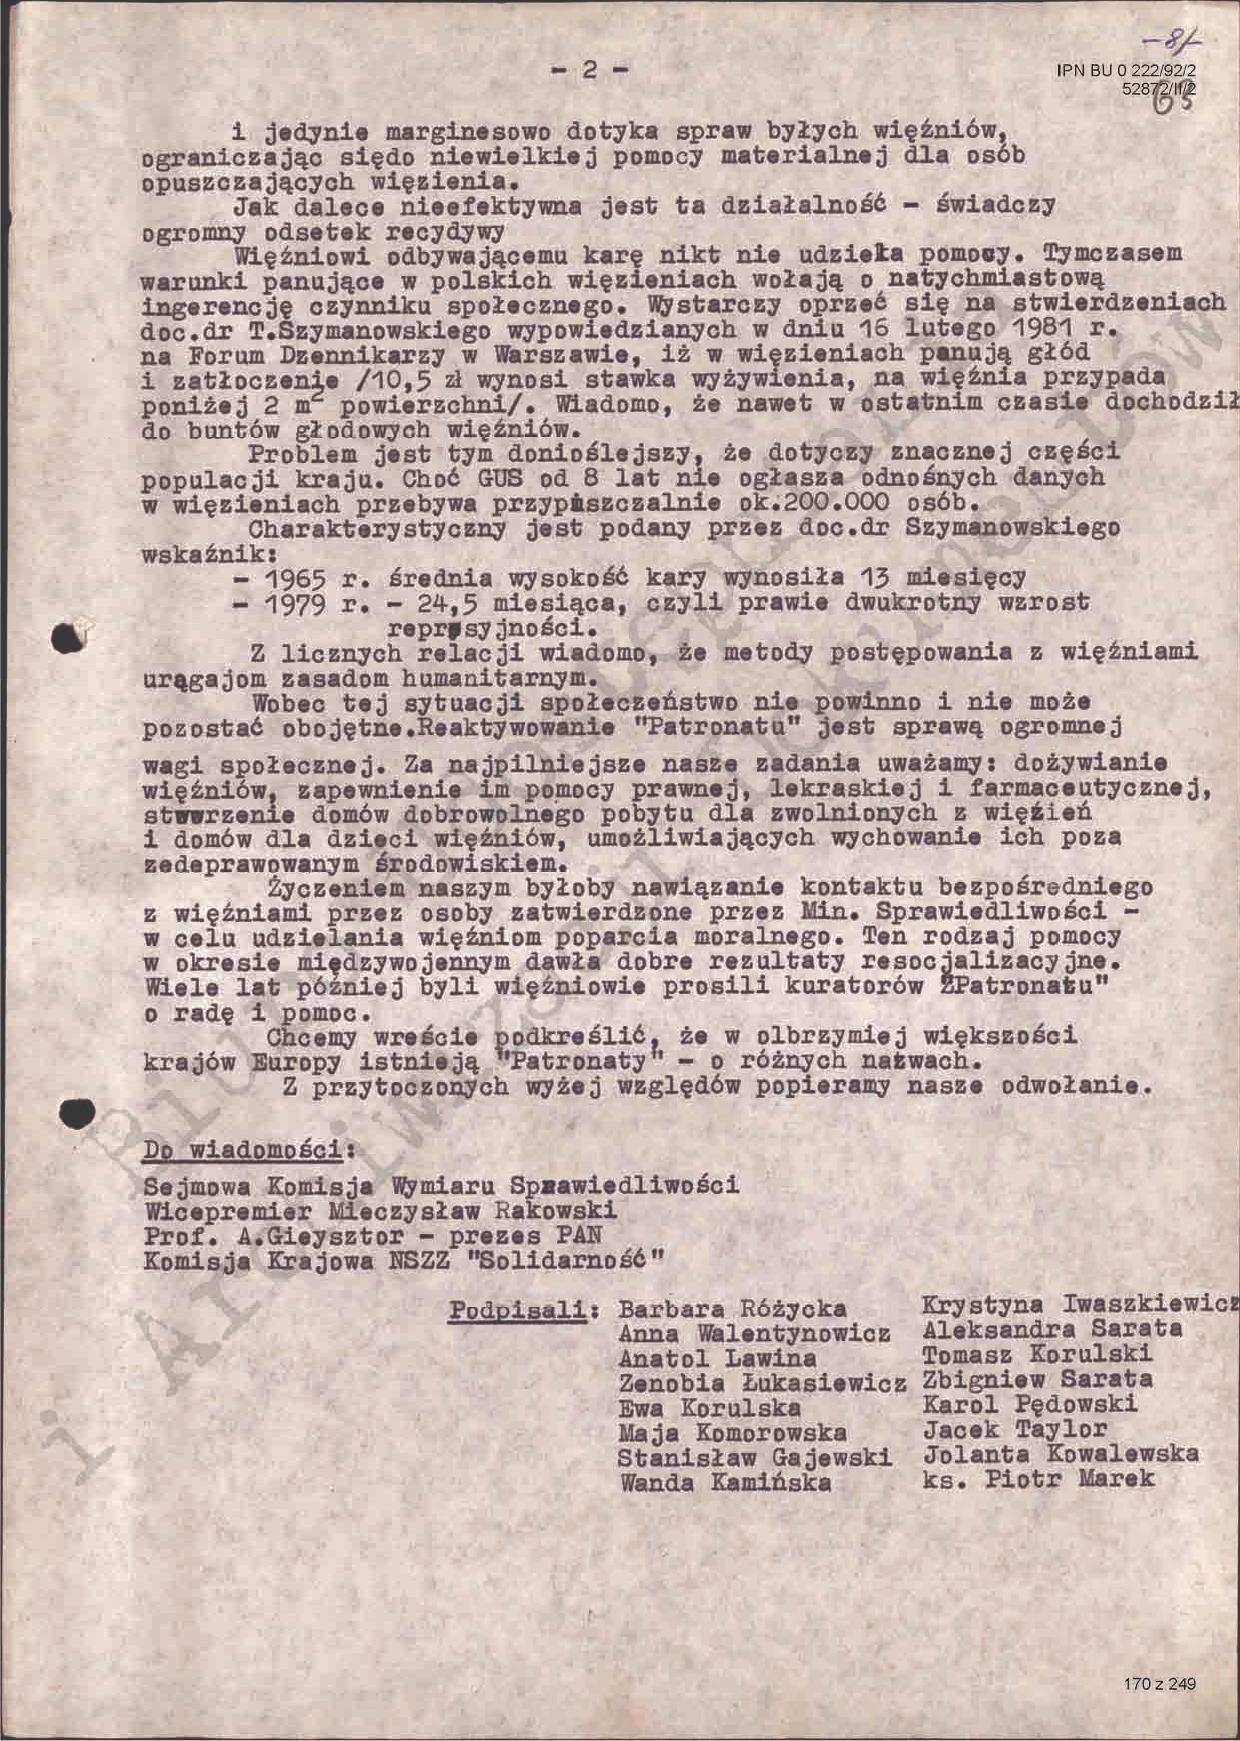 -8/-
- 2 -
IPN BU 0 222/92/2
52872/II/2
63
i jedynie marginesowo dotyka spraw byłych więźniów,
ograniczając siędo niewielkiej pomocy materialnej dla osób
opuszczających więzienia.
Jak dalece nieefektywna jest ta działalność - świadczy
ogromny odsetek recydywy
Więźniowi odbywającemu karę nikt nie udziela pomocy. Tymczasem
warunki panujące w polskich więzieniach wołają o natychmiastową
ingerencję czynniku społecznego. Wystarczy oprzeć się na stwierdzeniach
doc.dr T.Szymanowskiego wypowiedzianych w dniu 16 lutego 1981 r.
na Forum Dzennikarzy w Warszawie, iż w więzieniach panują głód
i zatłoczenie /10,5 zł wynosi stawka wyżywienia, na więźnia przypada
poniżej 2 m² powierzchni/. Wiadomo, że nawet w ostatnim czasie dochodził
do buntów głodowych więźniów.
Problem jest tym donioślejszy, że dotyczy znacznej części
populacji kraju. Choć GUS od 8 lat nie ogłasza odnośnych danych
w więzieniach przebywa przypuszczalnie ok.200.000 osób.
Charakterystyczny jest podany przez doc.dr Szymanowskiego
wskaźnik:
- 1965 r. średnia wysokość kary wynosiła 13 miesięcy
- 1979 r. - 24,5 miesiąca, czyli prawie dwukrotny wzrost
represyjności.
Z licznych relacji wiadomo, że metody postępowania z więźniami
urągajom zasadom humanitarnym.
Wobec tej sytuacji społeczeństwo nie powinno i nie może
pozostać obojętne.Reaktywowanie "Patronatu" jest sprawą ogromnej
wagi społecznej. Za najpilniejsze nasze zadania uważamy: dożywianie
więźniów, zapewnienie im pomocy prawnej, lekraskiej i farmaceutycznej,
stworzenie domów dobrowolnego pobytu dla zwolnionych z więzień
i domów dla dzieci więźniów, umożliwiających wychowanie ich poza
zedeprawowanym środowiskiem.
Życzeniem naszym byłoby nawiązanie kontaktu bezpośredniego
z więźniami przez osoby zatwierdzone przez Min. Sprawiedliwości -
w celu udzielania więźniom poparcia moralnego. Ten rodzaj pomocy
w okresie międzywojennym dawła dobre rezultaty resocjalizacyjne.
Wiele lat później byli więźniowie prosili kuratorów "Patronatu"
o radę i pomoc.
Chcemy wreście podkreślić, że w olbrzymiej większości
krajów Europy istnieją "Patronaty" - o różnych nazwach.
Z przytoczonych wyżej względów popieramy nasze odwołanie.
Do wiadomości:
Sejmowa Komisja Wymiaru Sprawiedliwości
Wicepremier Mieczysław Rakowski
Prof. A.Gieysztor - prezes PAN
Komisja Krajowa NSZZ "Solidarność"
Podpisali: Barbara Różycka Krystyna Iwaszkiewicz
Anna Walentynowicz Aleksandra Sarata
Anatol Lawina Tomasz Korulski
Zenobia Łukasiewicz Zbigniew Sarata
Ewa Korulska Karol Pędowski
Maja Komorowska Jacek Taylor
Stanisław Gajewski Jolanta Kowalewska
Wanda Kamińska ks. Piotr Marek
170 z 249